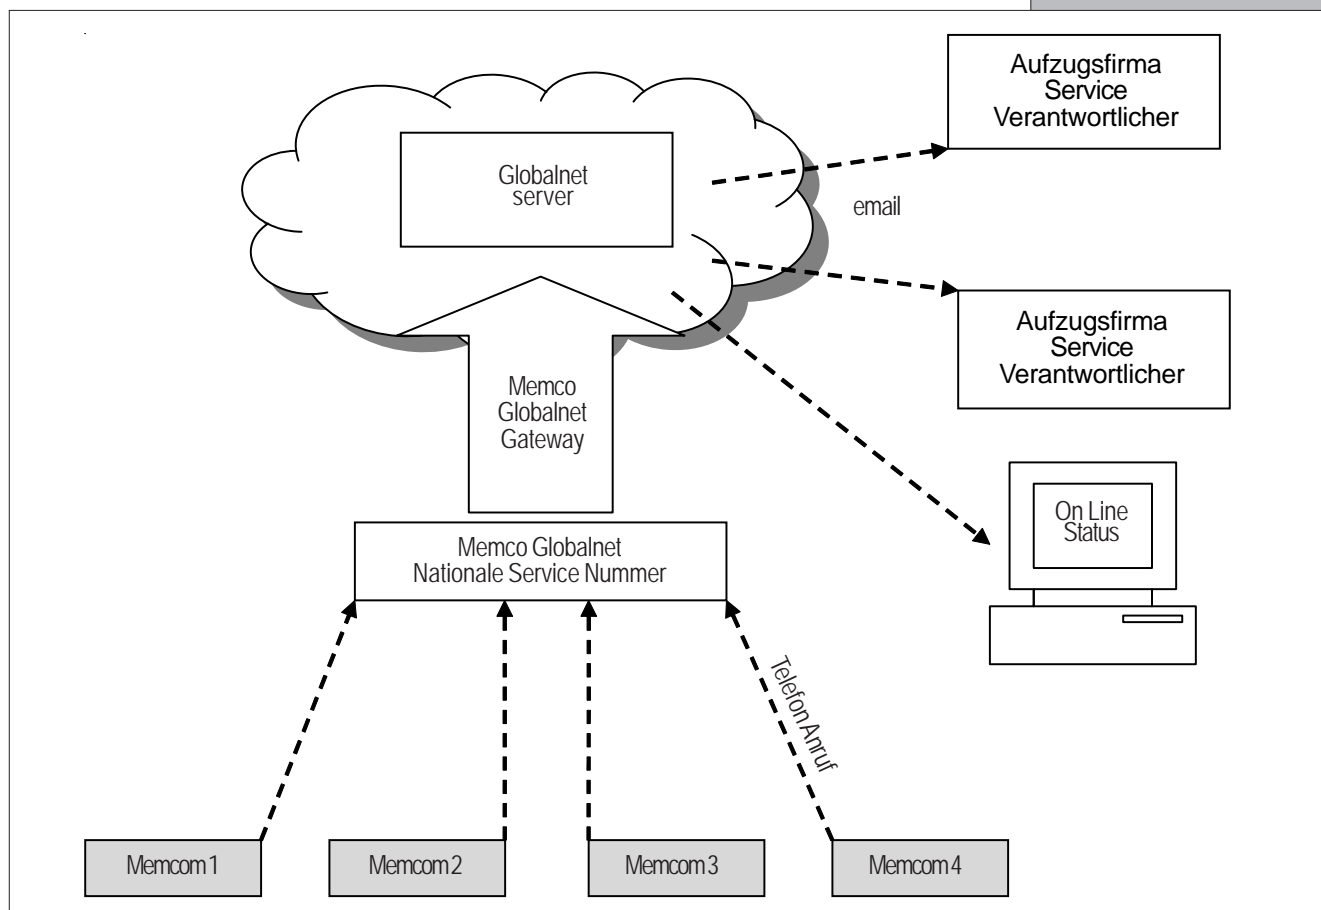 Aufzugsfirma
Service
Verantwortlicher
Globalnet
server
email
Aufzugsfirma
Service
Verantwortlicher
Memco
Globalnet
Gateway
On Line
Status
Memco Globalnet
Nationale Service Nummer
Telefon Anruf
Memcom 1
Memcom 2
Memcom 3
Memcom 4